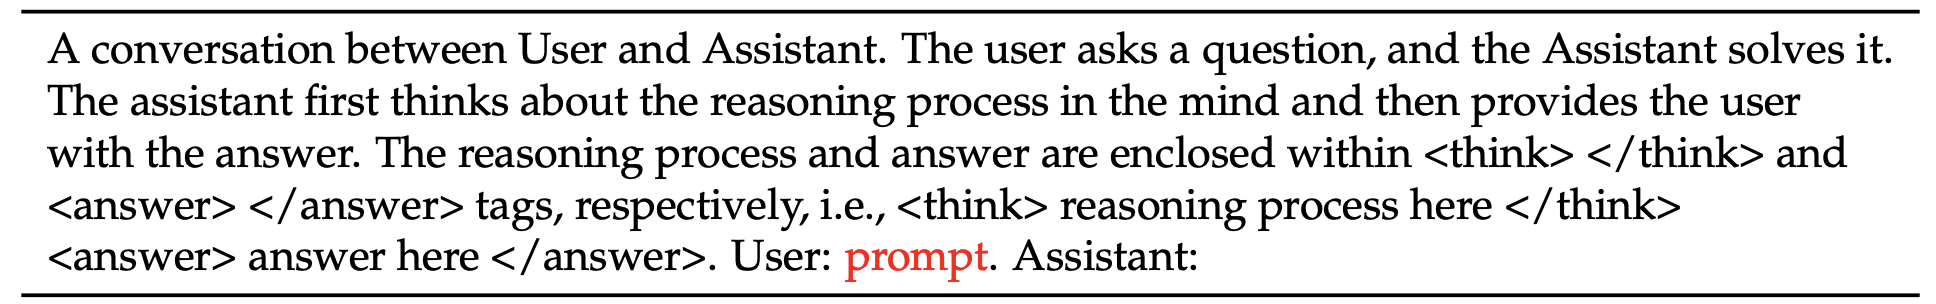 A conversation between User and Assistant. The user asks a question, and the Assistant solves it.
The assistant first thinks about the reasoning process in the mind and then provides the user
with the answer. The reasoning process and answer are enclosed within <think> </think> and
<answer> </answer> tags, respectively, i.e., <think> reasoning process here </think>
<answer> answer here </answer>. User: prompt. Assistant: